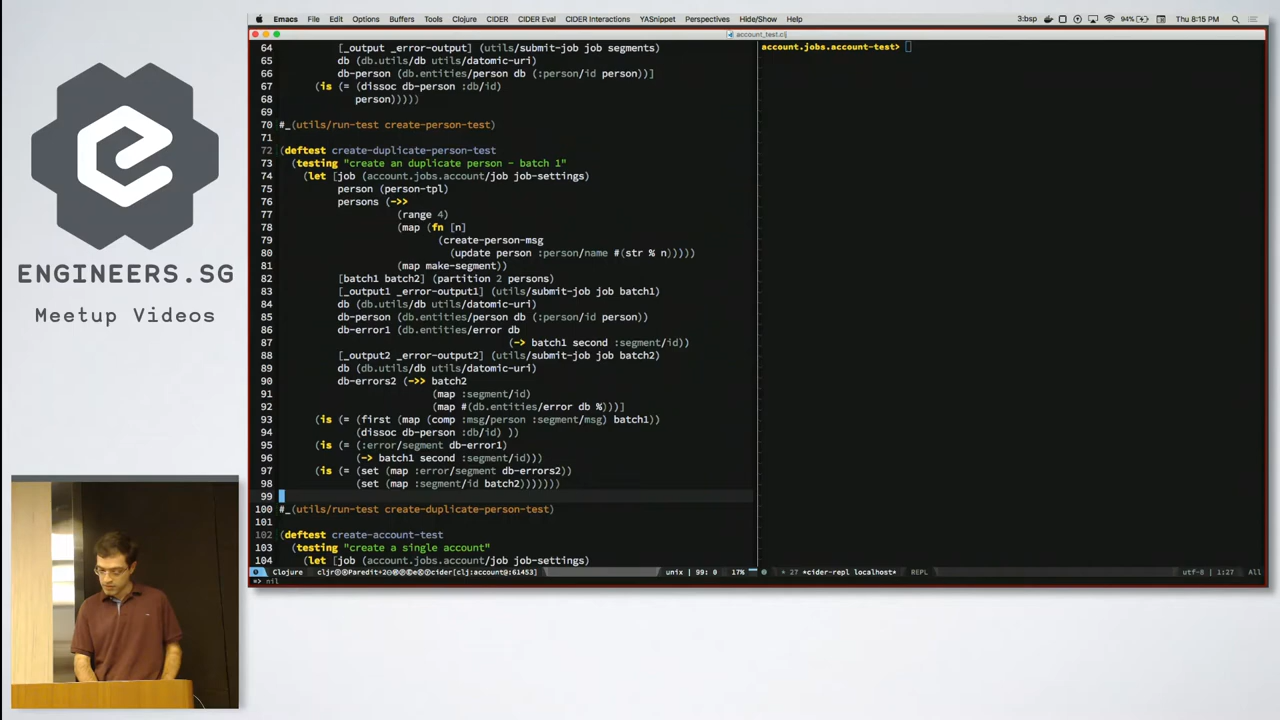 Emacs File Edit Options Buffers Tools Clojure CIDER CIDER Eval CIDER Interactions YASnippet Perspectives Hide/Show Help 3:bsp 94% Thu 8:15 PM
account_test.clj
64 [_output _error-output] (utils/submit-job job segments)
65 db (db.utils/db utils/datomic-uri)
66 db-person (db.entities/person db (:person/id person))]
67 (is (= (dissoc db-person :db/id)
68 person)))))
69
70 #_(utils/run-test create-person-test)
71
72 (deftest create-duplicate-person-test
73 (testing "create an duplicate person - batch 1"
74 (let [job (account.jobs.account/job job-settings)
75 person (person-tpl)
76 persons (->>
77 (range 4)
78 (map (fn [n]
79 (create-person-msg
80 (update person :person/name #(str % n)))))
81 (map make-segment))
82 [batch1 batch2] (partition 2 persons)
83 [_output1 _error-output1] (utils/submit-job job batch1)
84 db (db.utils/db utils/datomic-uri)
85 db-person (db.entities/person db (:person/id person))
86 db-error1 (db.entities/error db
87 (-> batch1 second :segment/id))
88 [_output2 _error-output2] (utils/submit-job job batch2)
89 db (db.utils/db utils/datomic-uri)
90 db-errors2 (->> batch2
91 (map :segment/id)
92 (map #(db.entities/error db %)))]
93 (is (= (first (map (comp :msg/person :segment/msg) batch1))
94 (dissoc db-person :db/id) ))
95 (is (= (:error/segment db-error1)
96 (-> batch1 second :segment/id)))
97 (is (= (set (map :error/segment db-errors2))
98 (set (map :segment/id batch2)))))))
99
100 #_(utils/run-test create-duplicate-person-test)
101
102 (deftest create-account-test
103 (testing "create a single account"
104 (let [job (account.jobs.account/job job-settings)
Clojure unix | 99: 0 17%
=> nil
account.jobs.account-test>
* 27 *cider-repl localhost* REPL utf-8 | 1:27 All
ENGINEERS.SG
Meetup Videos